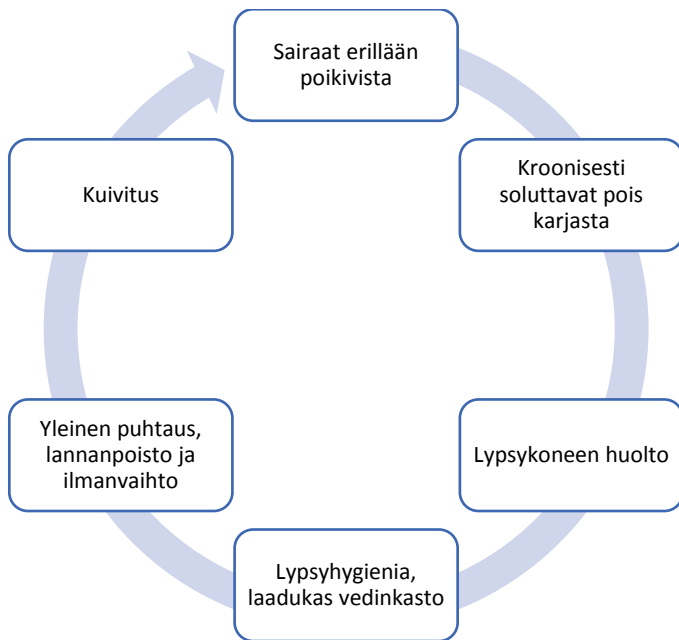 Sairaat erillään
poikivista
Kroonisesti
soluttavat pois
karjasta
Lypsykoneen huolto
Lypsyhygienia,
laadukas vedinkasto
Yleinen puhtaus,
lannanpoisto ja
ilmanvaihto
Kuivitus